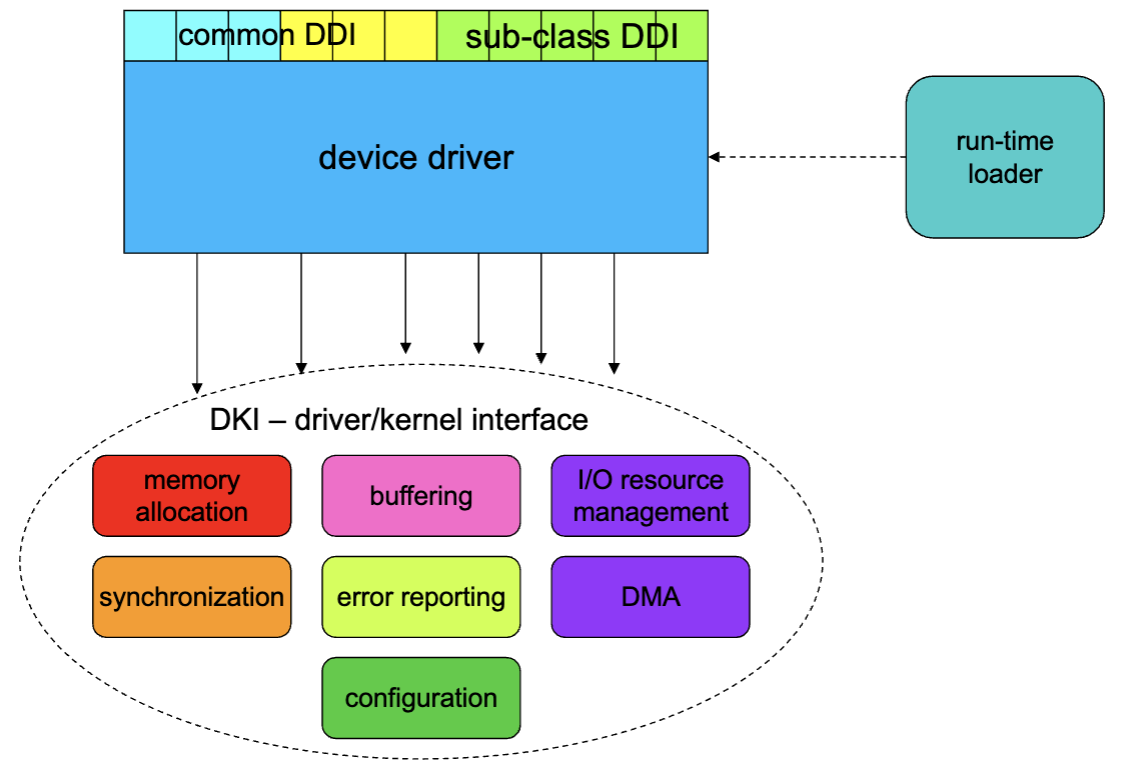 common DDI
sub-class DDI
device driver
run-time
loader
DKI – driver/kernel interface
memory
allocation
buffering
I/O resource
management
synchronization
error reporting
DMA
configuration